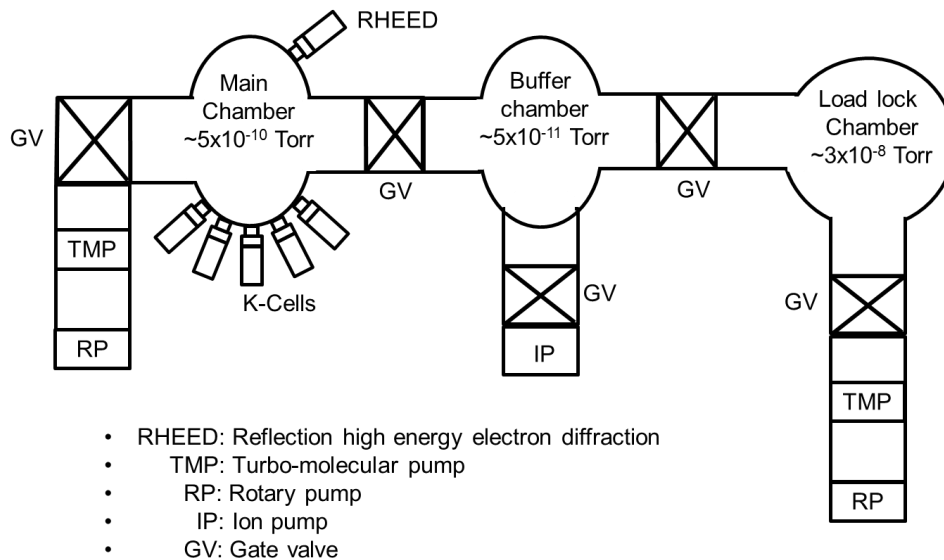 RHEED
Main
Chamber
~5x10⁻¹⁰ Torr
Buffer
chamber
~5x10⁻¹¹ Torr
Load lock
Chamber
~3x10⁻⁸ Torr
GV
GV
GV
TMP
K-Cells
GV
GV
RP
IP
TMP
RP
• RHEED: Reflection high energy electron diffraction
• TMP: Turbo-molecular pump
• RP: Rotary pump
• IP: Ion pump
• GV: Gate valve